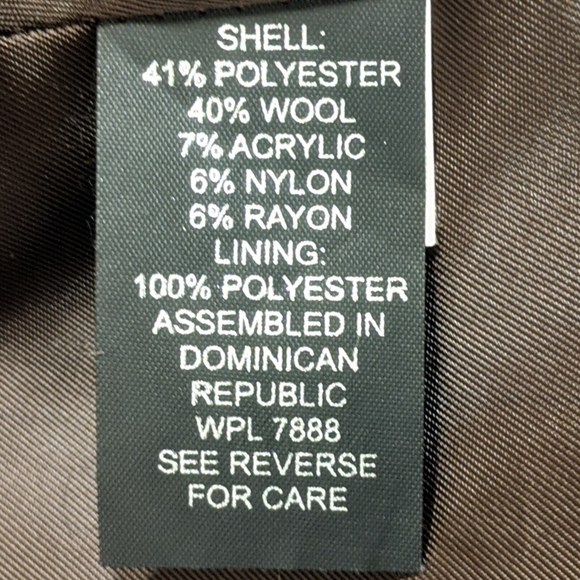 SHELL:
41% POLYESTER
40% WOOL
7% ACRYLIC
6% NYLON
6% RAYON
LINING:
100% POLYESTER
ASSEMBLED IN
DOMINICAN
REPUBLIC
WPL 7888
SEE REVERSE
FOR CARE